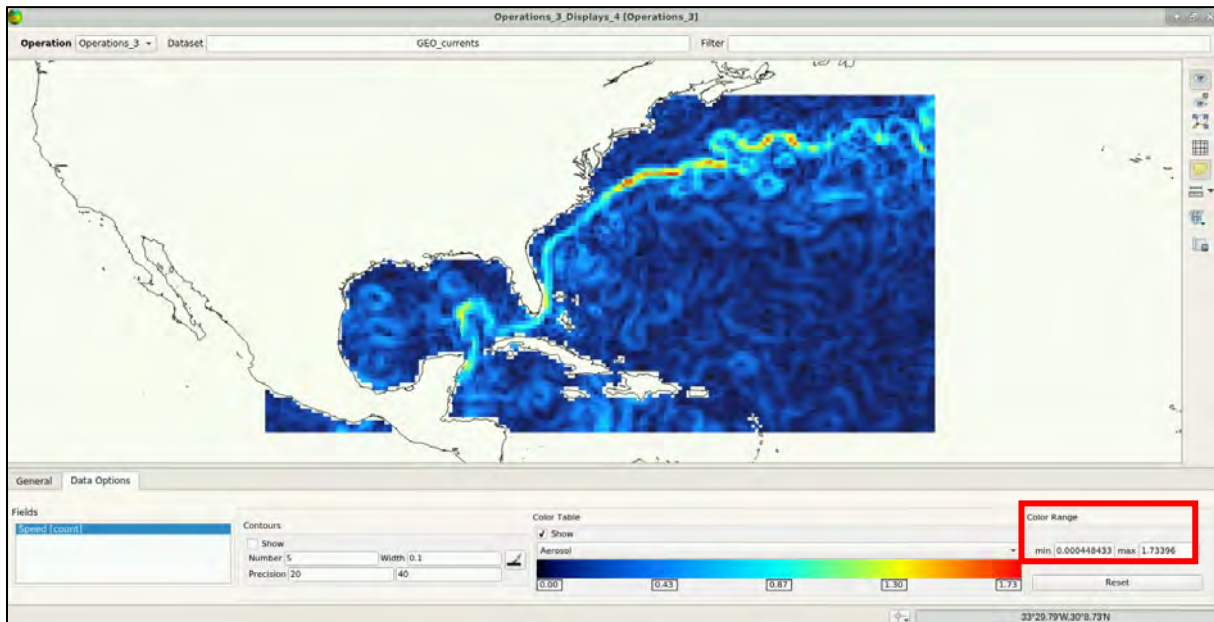 Operations_3_Displays_4 [Operations_3]
Operation Operations_3 Dataset GEO_currents Filter
General Data Options
Fields
Speed [count]
Contours
Show
Number 5 Width 0.1
Precision 20 40
Color Table
Show
Aerosol
0.00 0.43 0.87 1.30 1.73
Color Range
min 0.000448433 max 1.73396
Reset
33°29.79'W,30°8.73'N